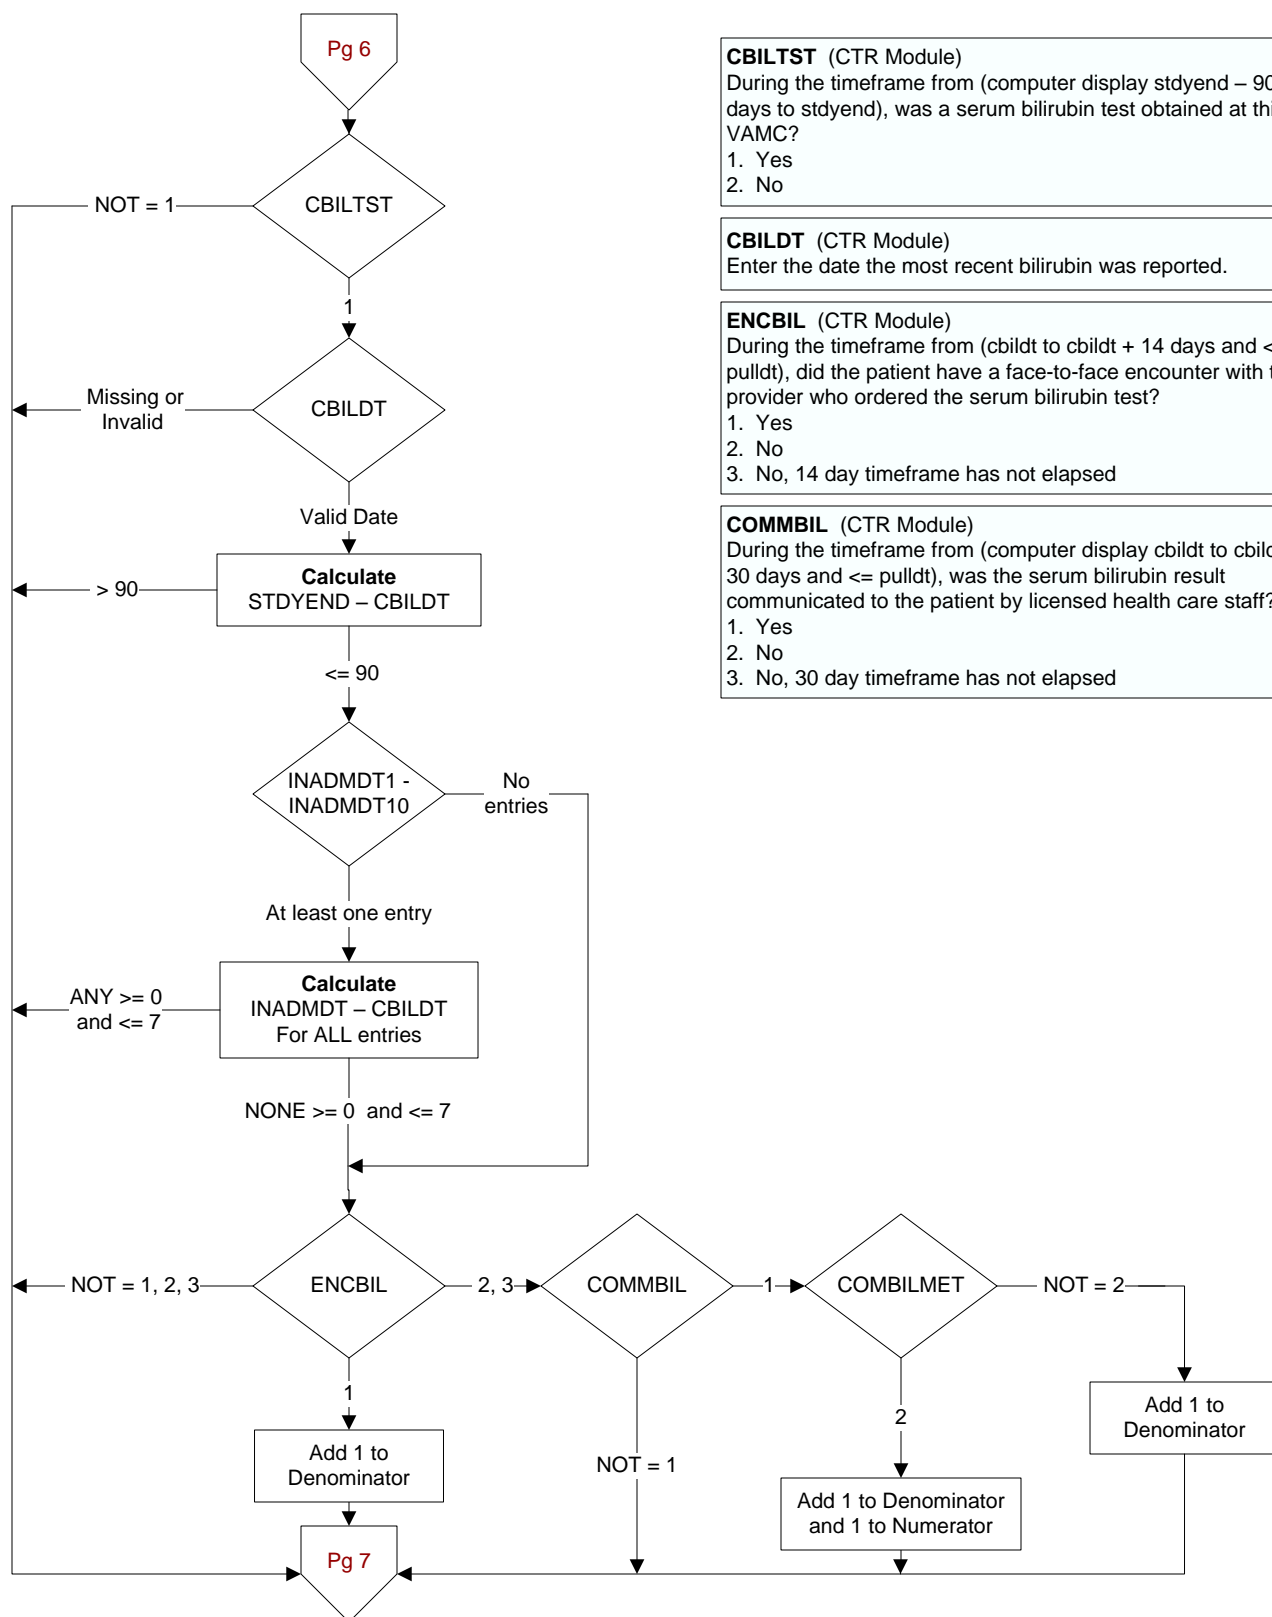 Pg 6
CBILTST (CTR Module)
During the timeframe from (computer display stdyend – 90
days to stdyend), was a serum bilirubin test obtained at
VAMC?
1. Yes
2. No
CBILDT (CTR Module)
Enter the date the most recent bilirubin was reported.
ENCBIL (CTR Module)
During the timeframe from (cbildt to cbildt + 14 days and <
pulldt), did the patient have a face-to-face encounter with
provider who ordered the serum bilirubin test?
1. Yes
2. No
3. No, 14 day timeframe has not elapsed
COMMBIL (CTR Module)
During the timeframe from (computer display cbildt to
30 days and <= pulldt), was the serum bilirubin result
communicated to the patient by licensed health care staff?
1. Yes
2. No
3. No, 30 day timeframe has not elapsed
NOT = 1
CBILTST
1
Missing or
Invalid
CBILDT
Valid Date
> 90
Calculate
STDYEND – CBILDT
<= 90
INADMDT1 -
INADMDT10
No
entries
At least one entry
ANY >= 0
and <= 7
Calculate
INADMDT – CBILDT
For ALL entries
NONE >= 0 and <= 7
NOT = 1, 2, 3
ENCBIL
2, 3
COMMBIL
1
COMBILMET
NOT = 2
1
2
NOT = 1
Add 1 to
Denominator
Add 1 to
Denominator
Add 1 to Denominator
and 1 to Numerator
Pg 7